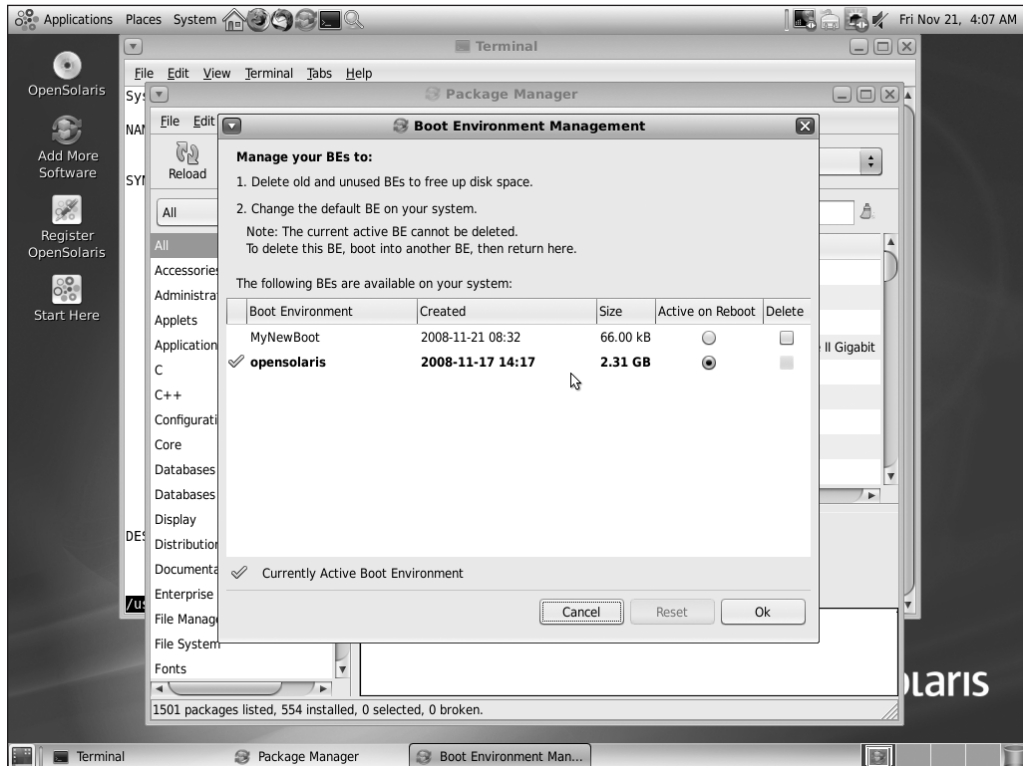 Applications Places System
Fri Nov 21, 4:07 AM
OpenSolaris
Add More
Software
Register
OpenSolaris
Start Here
Terminal
File Edit View Terminal Tabs Help
Package Manager
File Edit
Reload
All
All
Accessories
Applets
C
C++
Core
Databases
Databases
Display
Enterprise
File System
Fonts
II Gigabit
Boot Environment Management
Manage your BEs to:
1. Delete old and unused BEs to free up disk space.
2. Change the default BE on your system.
Note: The current active BE cannot be deleted.
To delete this BE, boot into another BE, then return here.
The following BEs are available on your system:
Boot Environment Created Size Active on Reboot Delete
MyNewBoot 2008-11-21 08:32 66.00 kB
opensolaris 2008-11-17 14:17 2.31 GB
Currently Active Boot Environment
Cancel Reset Ok
1501 packages listed, 554 installed, 0 selected, 0 broken.
Terminal Package Manager Boot Environment Man...